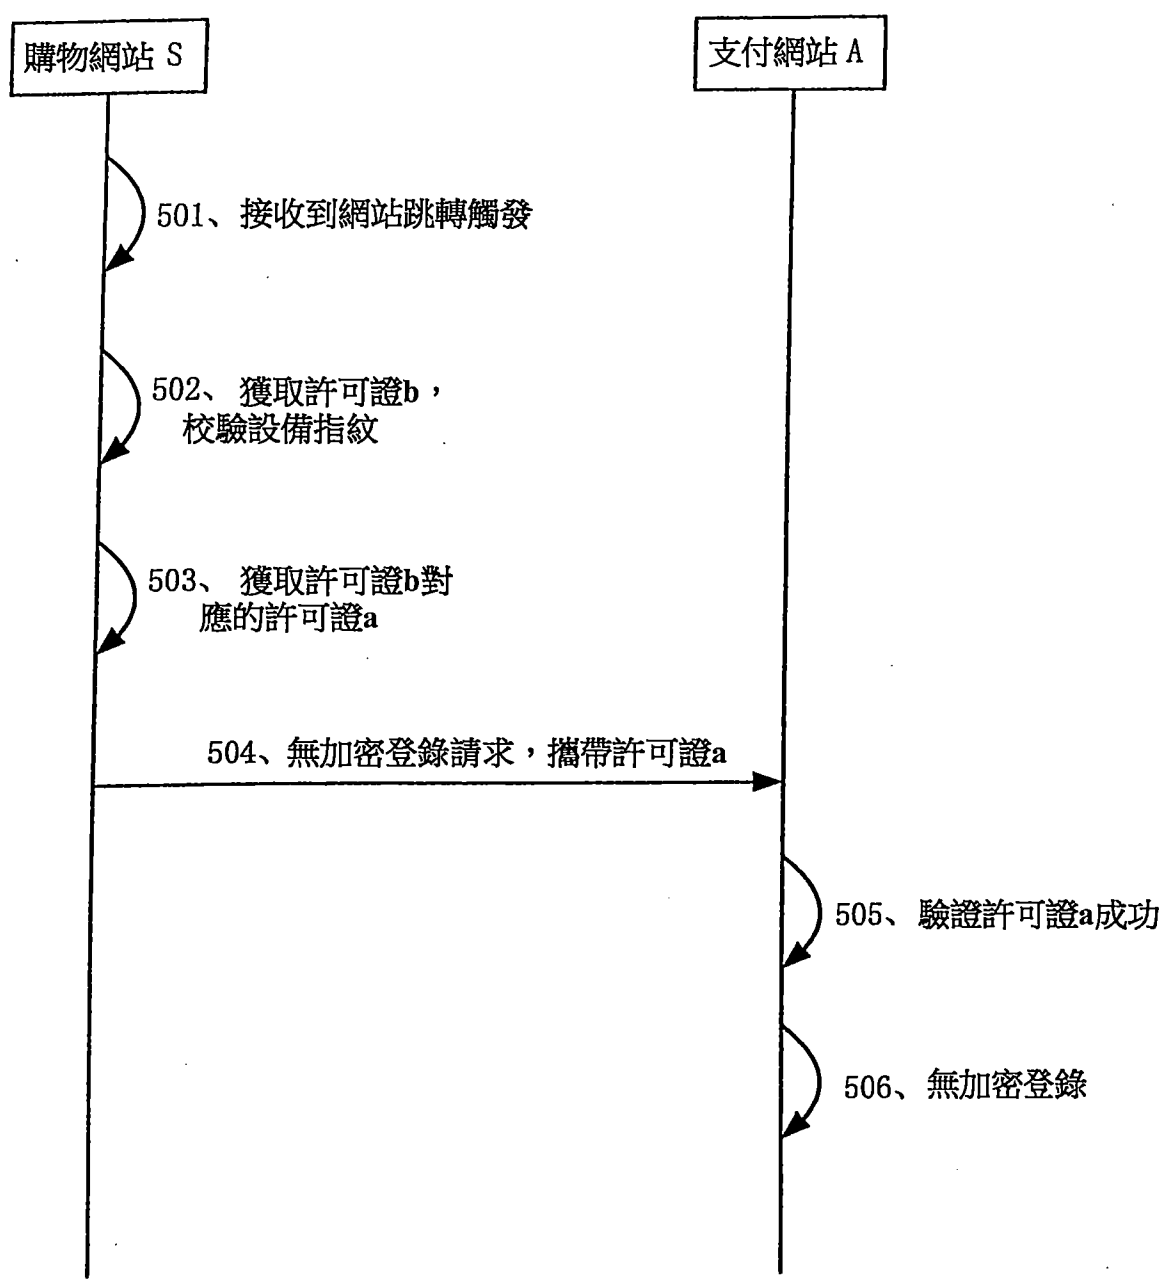 購物網站 S
支付網站 A
501、接收到網站跳轉觸發
502、獲取許可證b，
校驗設備指紋
503、 獲取許可證b對
應的許可證a
504、無加密登錄請求，攜帶許可證a
505、驗證許可證a成功
506、無加密登錄